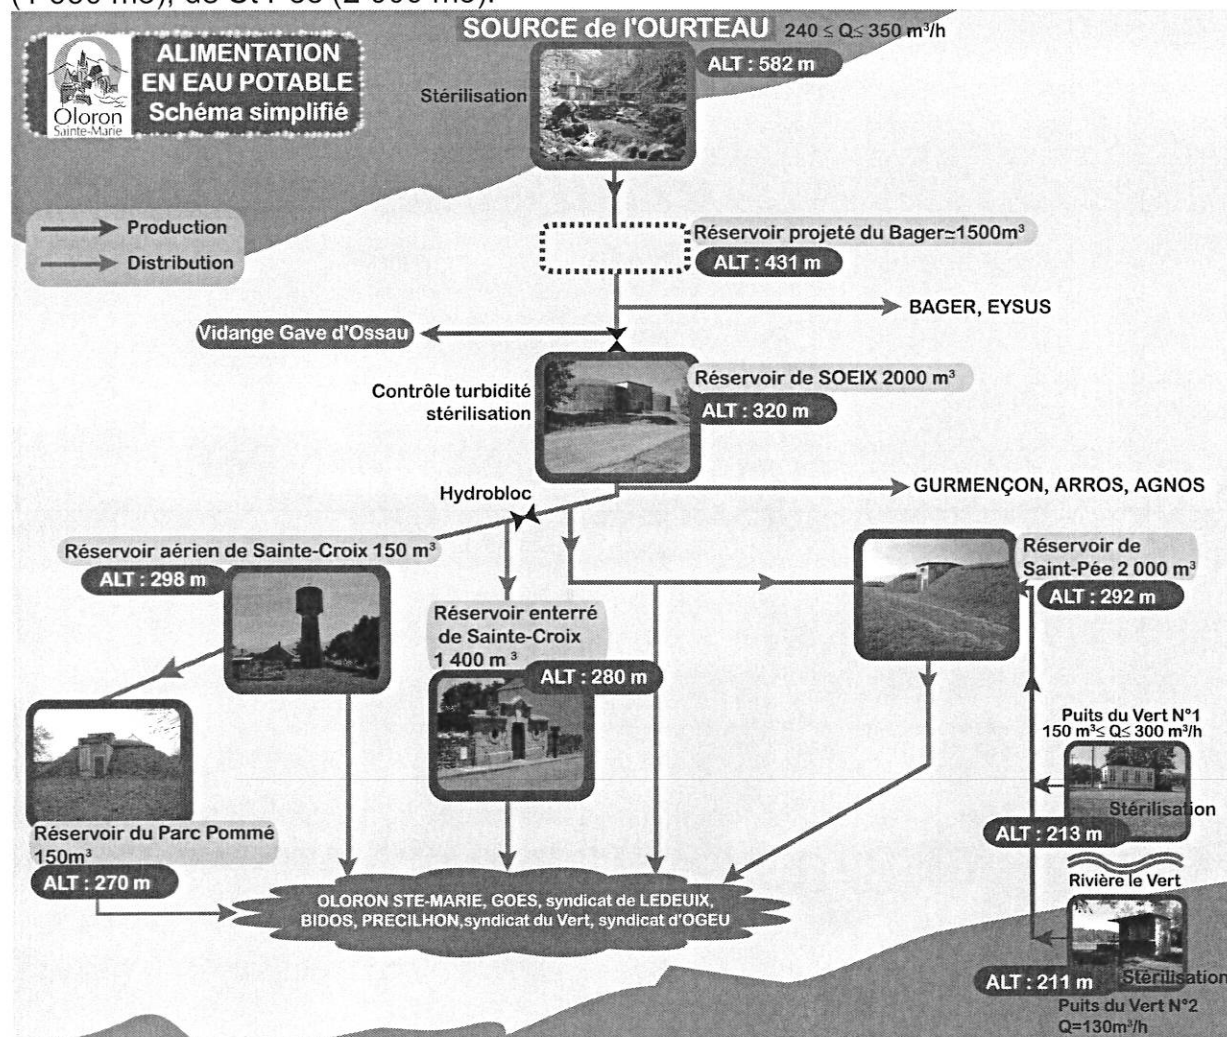 SOURCE de l'OURTEAU 240 ≤ Q≤ 350 m³/h
ALT : 582 m
Stérilisation
Oloron
Sainte-Marie
ALIMENTATION
EN EAU POTABLE
Schéma simplifié
Production
Distribution
Réservoir projeté du Bager≃1500m³
ALT : 431 m
BAGER, EYSUS
Vidange Gave d'Ossau
Contrôle turbidité
stérilisation
Réservoir de SOEIX 2000 m³
ALT : 320 m
Hydrobloc
GURMENÇON, ARROS, AGNOS
Réservoir aérien de Sainte-Croix 150 m³
ALT : 298 m
Réservoir enterré
de Sainte-Croix
1 400 m ³
ALT : 280 m
Réservoir de
Saint-Pée 2 000 m³
ALT : 292 m
Puits du Vert N°1
150 m³≤ Q≤ 300 m³/h
Stérilisation
ALT : 213 m
Rivière le Vert
Réservoir du Parc Pommé
150m³
ALT : 270 m
OLORON STE-MARIE, GOES, syndicat de LEDEUIX,
BIDOS, PRECILHON,syndicat du Vert, syndicat d'OGEU
ALT : 211 m
Stérilisation
Puits du Vert N°2
Q=130m³/h